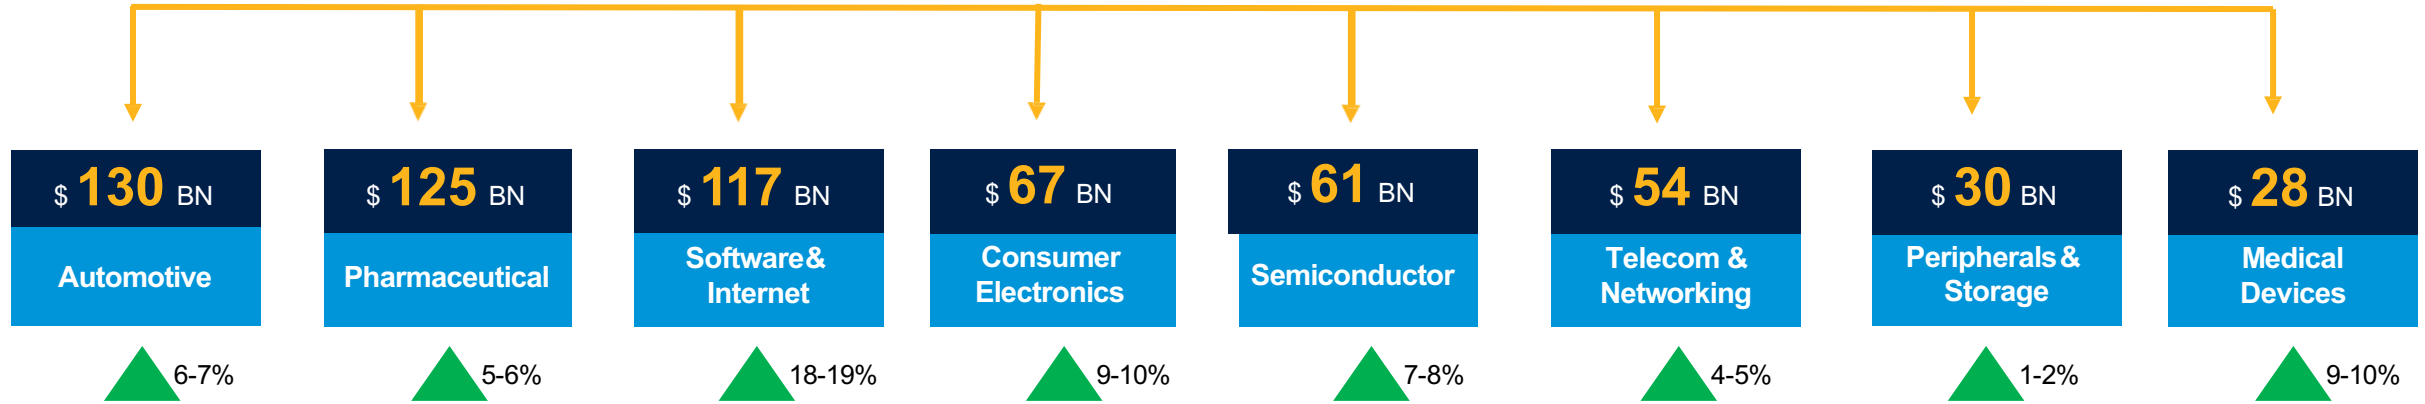 $ 130 BN
Automotive
6-7%
$ 125 BN
Pharmaceutical
5-6%
$ 117 BN
Software &
Internet
18-19%
$ 67 BN
Consumer
Electronics
9-10%
$ 61 BN
Semiconductor
7-8%
$ 54 BN
Telecom &
Networking
4-5%
$ 30 BN
Peripherals &
Storage
1-2%
$ 28 BN
Medical
Devices
9-10%